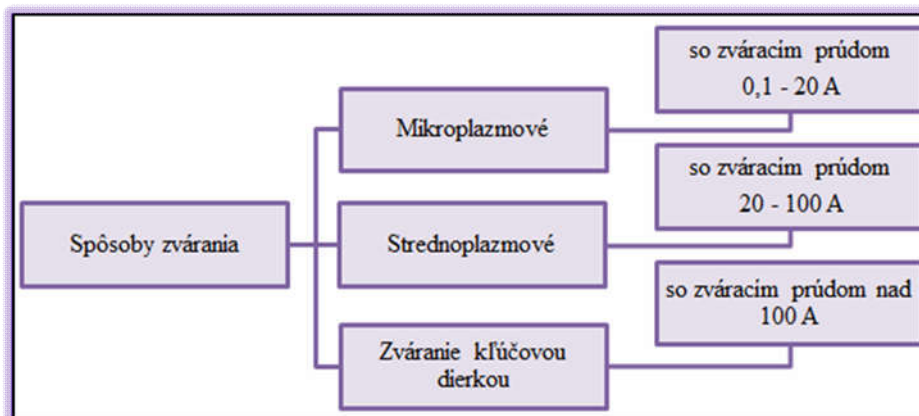 Spôsoby zvárania
Mikroplazmové
so zváracím prúdom
0,1 - 20 A
Strednoplazmové
so zváracím prúdom
20 - 100 A
Zváranie kľúčovou
dierkou
so zváracím prúdom nad
100 A